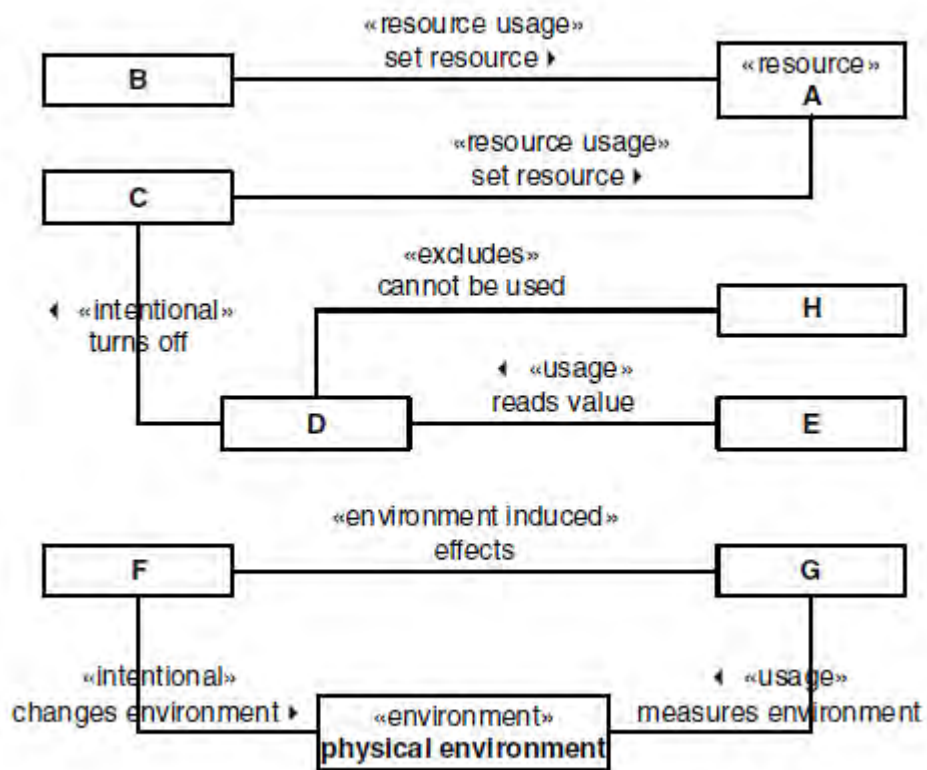 «resource usage»
set resource ▸
B
«resource»
A
«resource usage»
set resource ▸
C
«excludes»
cannot be used
H
◂ «intentional»
turns off
◂ «usage»
reads value
D
E
«environment induced»
effects
F
G
«intentional»
changes environment ▸
◂ «usage»
measures environment
«environment»
physical environment